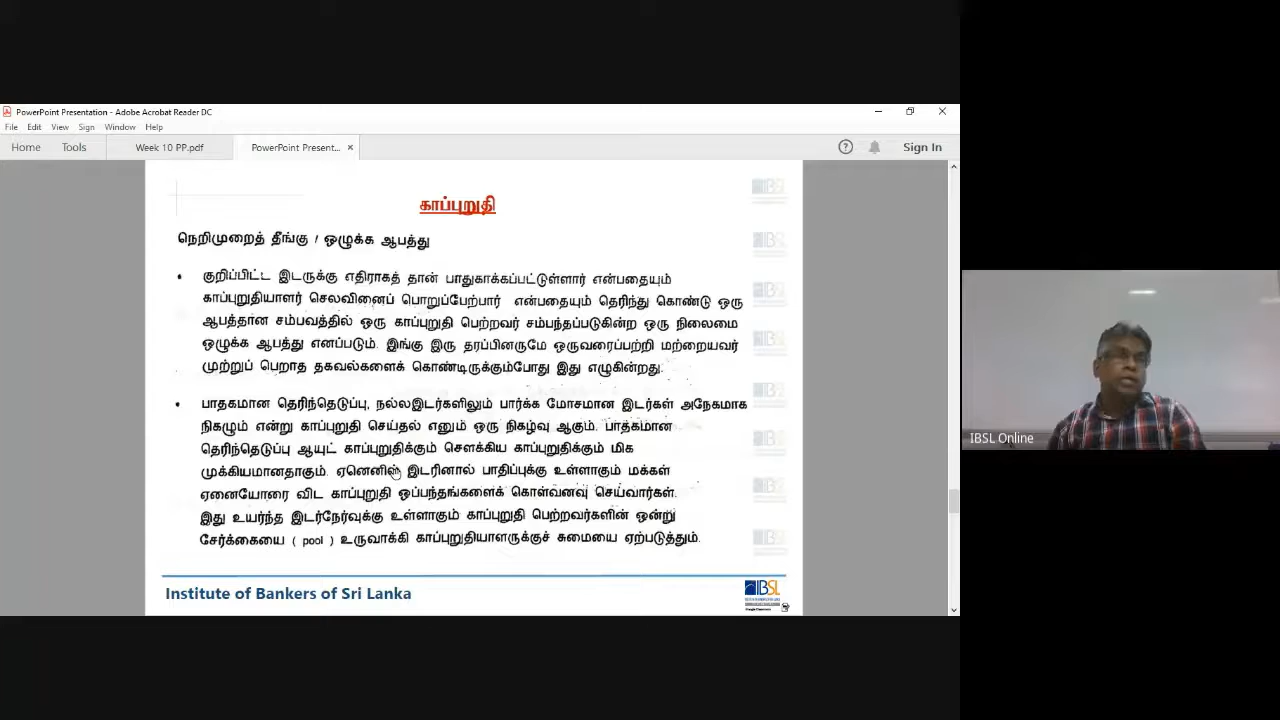 PowerPoint Presentation - Adobe Acrobat Reader DC
File Edit View Sign Window Help
Home Tools Week 10 PP.pdf PowerPoint Present... × Sign In
காப்புறுதி
நெறிமுறைத் தீங்கு / ஒழுக்க ஆபத்து
• குறிப்பிட்ட இடருக்கு எதிராகத் தான் பாதுகாக்கப்பட்டுள்ளார் என்பதையும்
காப்புறுதியாளர் செலவினைப் பொறுப்பேற்பார் என்பதையும் தெரிந்து கொண்டு ஒரு
ஆபத்தான சம்பவத்தில் ஒரு காப்புறுதி பெற்றவர் சம்பந்தப்படுகின்ற ஒரு நிலைமை
ஒழுக்க ஆபத்து எனப்படும். இங்கு இரு தரப்பினருமே ஒருவரைப்பற்றி மற்றையவர்
முற்றுப் பெறாத தகவல்களைக் கொண்டிருக்கும்போது இது எழுகின்றது.
• பாதகமான தெரிந்தெடுப்பு, நல்லஇடர்களிலும் பார்க்க மோசமான இடர்கள் அநேகமாக
நிகழும் என்று காப்புறுதி செய்தல் எனும் ஒரு நிகழ்வு ஆகும். பாதகமான
தெரிந்தெடுப்பு ஆயுட் காப்புறுதிக்கும் சௌக்கிய காப்புறுதிக்கும் மிக
முக்கியமானதாகும். ஏனெனில் இடரினால் பாதிப்புக்கு உள்ளாகும் மக்கள்
ஏனையோரை விட காப்புறுதி ஒப்பந்தங்களைக் கொள்வனவு செய்வார்கள்.
இது உயர்ந்த இடர்நேர்வுக்கு உள்ளாகும் காப்புறுதி பெற்றவர்களின் ஒன்று
சேர்க்கையை ( pool ) உருவாக்கி காப்புறுதியாளருக்குச் சுமையை ஏற்படுத்தும்.
Institute of Bankers of Sri Lanka
IBSL
IBSL Online